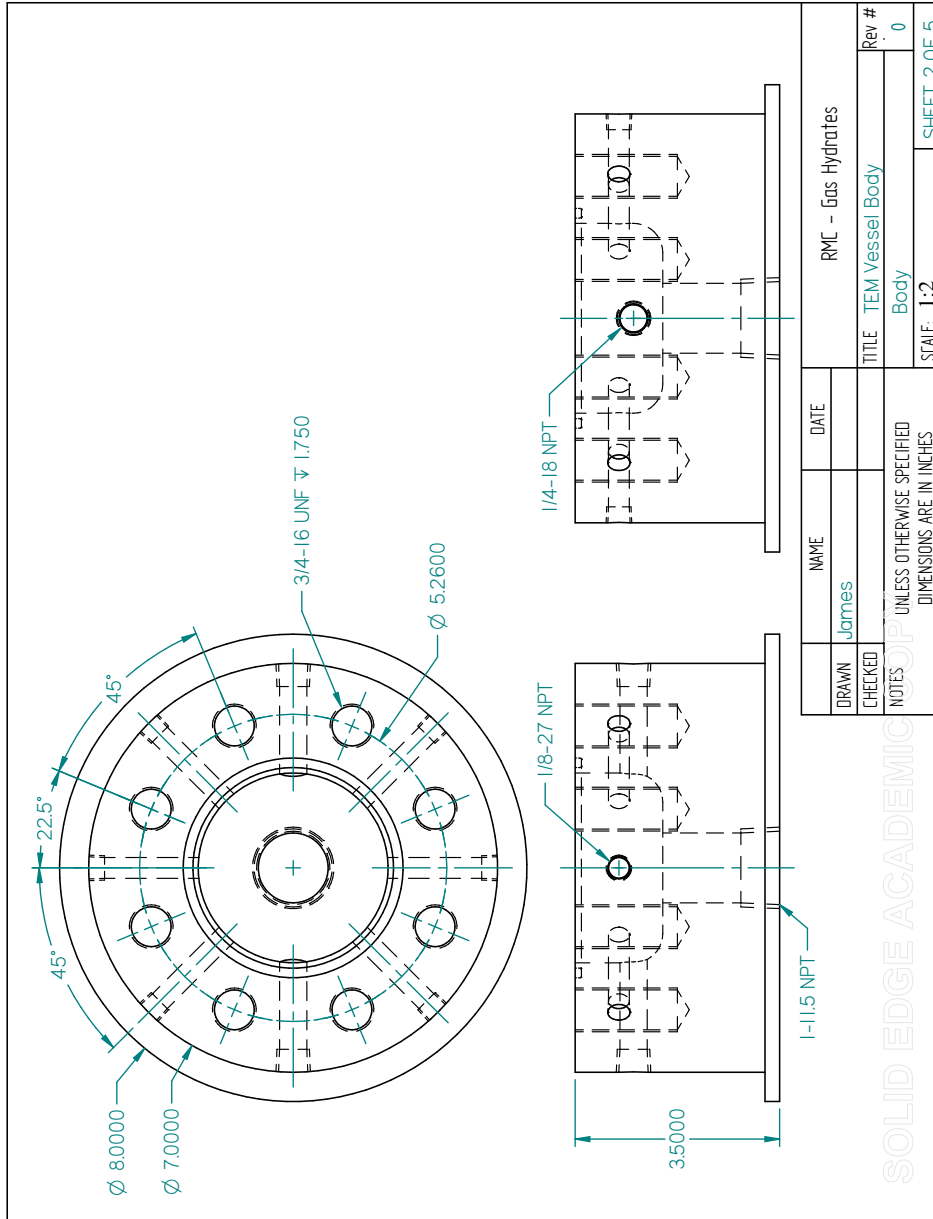 Ø 8.0000
Ø 7.0000
45°
22.5°
45°
3/4-16 UNF ↧ 1.750
Ø 5.2600
3.5000
1/8-27 NPT
1-11.5 NPT
1/4-18 NPT
NAME
DATE
RMC - Gas Hydrates
DRAWN
James
CHECKED
TITLE
TEM Vessel Body
Rev #
NOTES
UNLESS OTHERWISE SPECIFIED
Body
0
DIMENSIONS ARE IN INCHES
SCALE: 1:2
SHEET 2 OF 5
SOLID EDGE ACADEMIC COPY